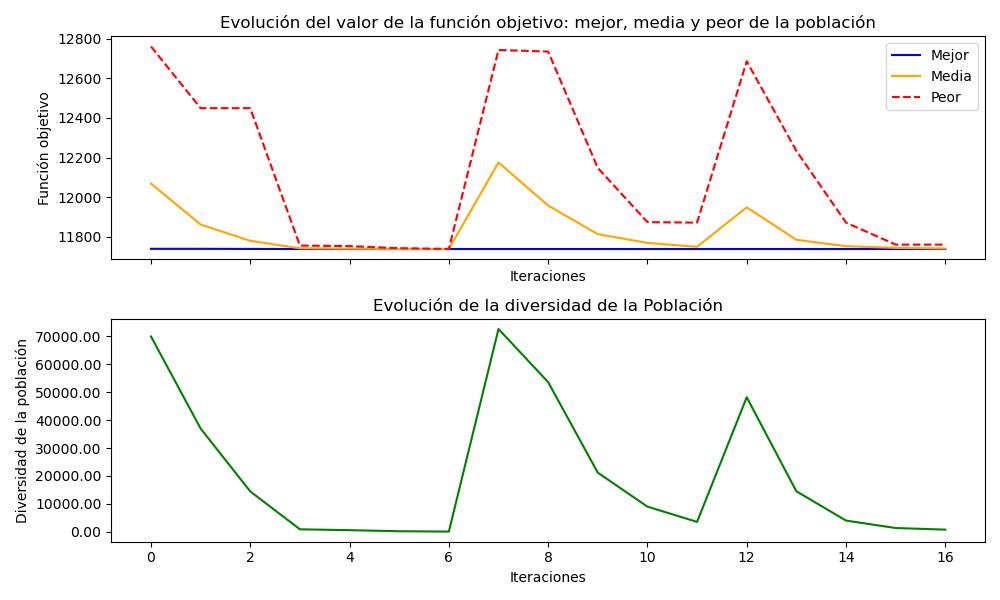 Evolución del valor de la función objetivo: mejor, media y peor de la población
12800
12600
12400
12200
12000
11800
Función objetivo
Mejor
Media
Peor
Iteraciones
Evolución de la diversidad de la Población
70000.00
60000.00
50000.00
40000.00
30000.00
20000.00
10000.00
0.00
Diversidad de la población
0 2 4 6 8 10 12 14 16
Iteraciones